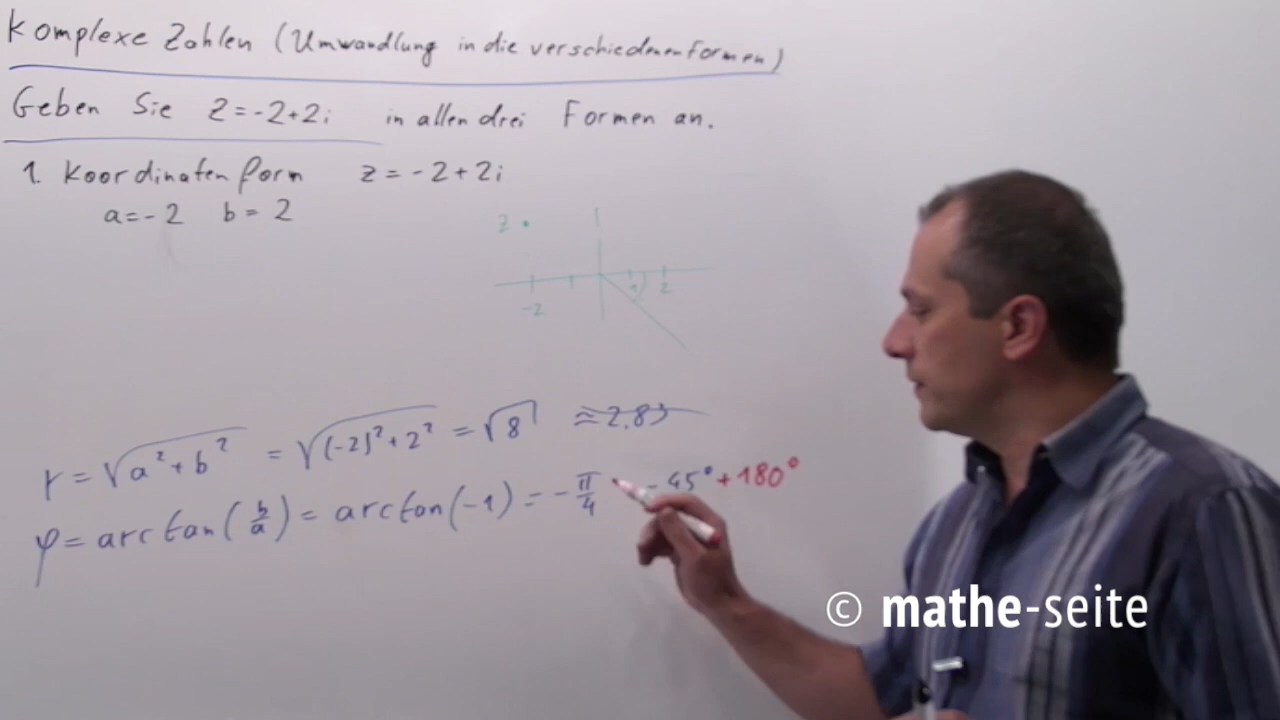 Komplexe Zahlen (Umwandlung in die verschiedenen Formen)
Geben Sie z = -2+2i in allen drei Formen an.
1. Koordinatenform z = -2+2i
a = -2 b = 2
z
-2 1 2
r = √(a² + b²) = √((-2)² + 2²) = √8 ≈ 2.83
φ = arctan(b/a) = arctan(-1) = -π/4 -45° +180°
© mathe-seite